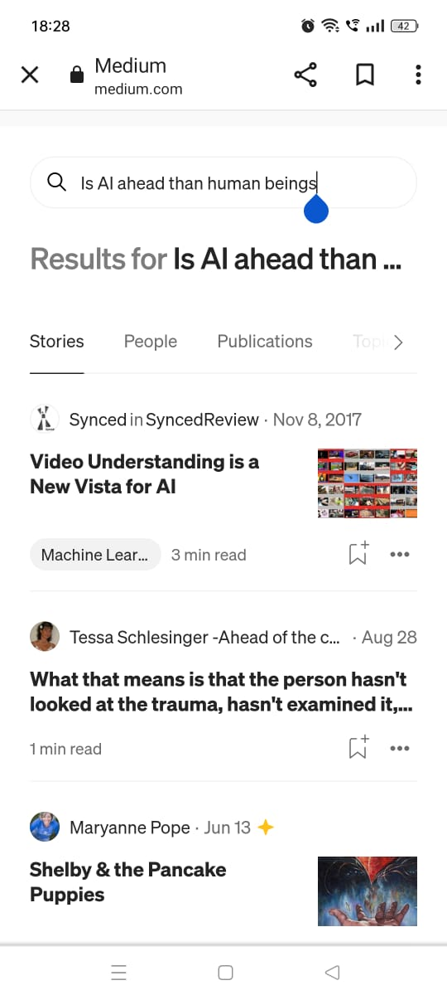 18:28
42
Medium
medium.com
Is AI ahead than human beings
Results for Is AI ahead than ...
Stories People Publications Topi
Synced in SyncedReview · Nov 8, 2017
Video Understanding is a
New Vista for AI
Machine Lear... 3 min read
Tessa Schlesinger -Ahead of the c... · Aug 28
What that means is that the person hasn't
looked at the trauma, hasn't examined it,...
1 min read
Maryanne Pope · Jun 13
Shelby & the Pancake
Puppies